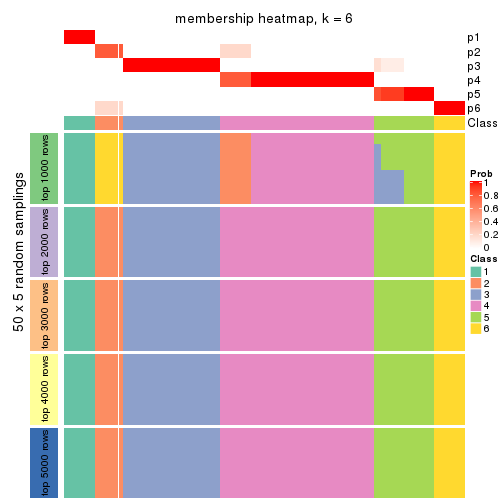 membership heatmap, k = 6
p1
p2
p3
p4
p5
p6
Class
50 x 5 random samplings
top 1000 rows
top 2000 rows
top 3000 rows
top 4000 rows
top 5000 rows
Prob
1
0.8
0.6
0.4
0.2
0
Class
1
2
3
4
5
6